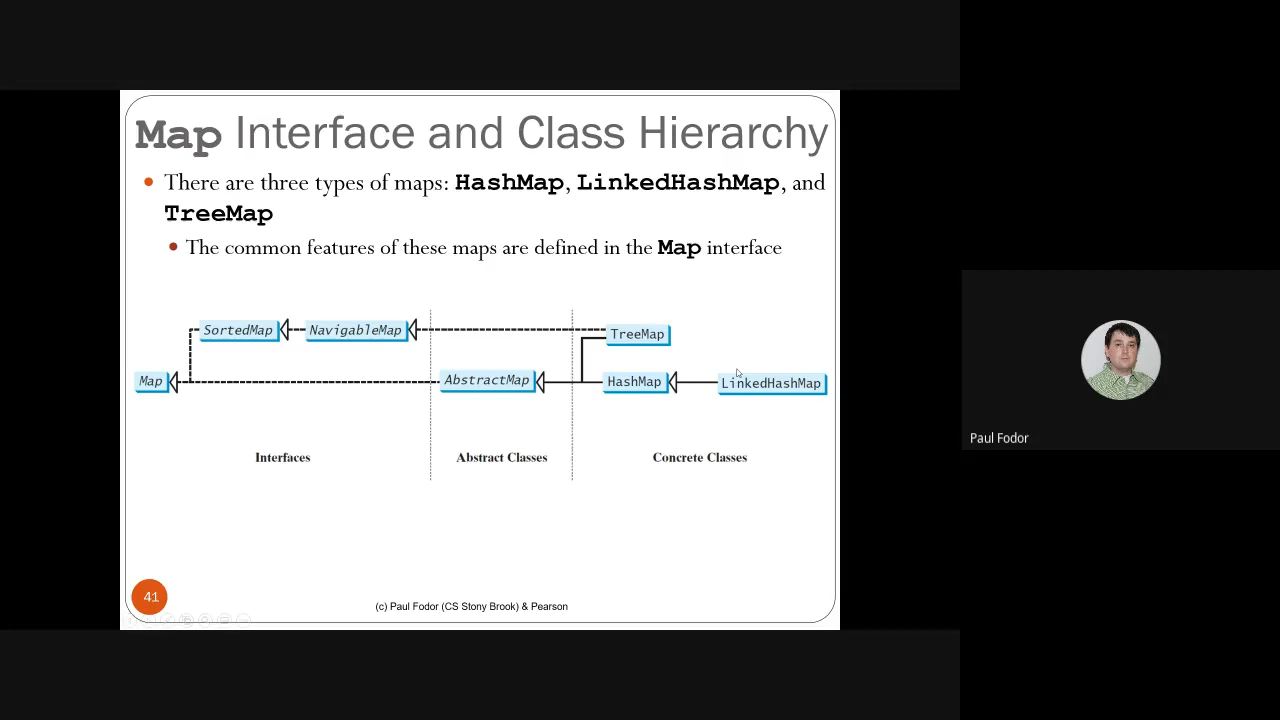 Map Interface and Class Hierarchy
• There are three types of maps: HashMap, LinkedHashMap, and
TreeMap
• The common features of these maps are defined in the Map interface
SortedMap
NavigableMap
TreeMap
Map
AbstractMap
HashMap
LinkedHashMap
Interfaces
Abstract Classes
Concrete Classes
41
(c) Paul Fodor (CS Stony Brook) & Pearson
Paul Fodor